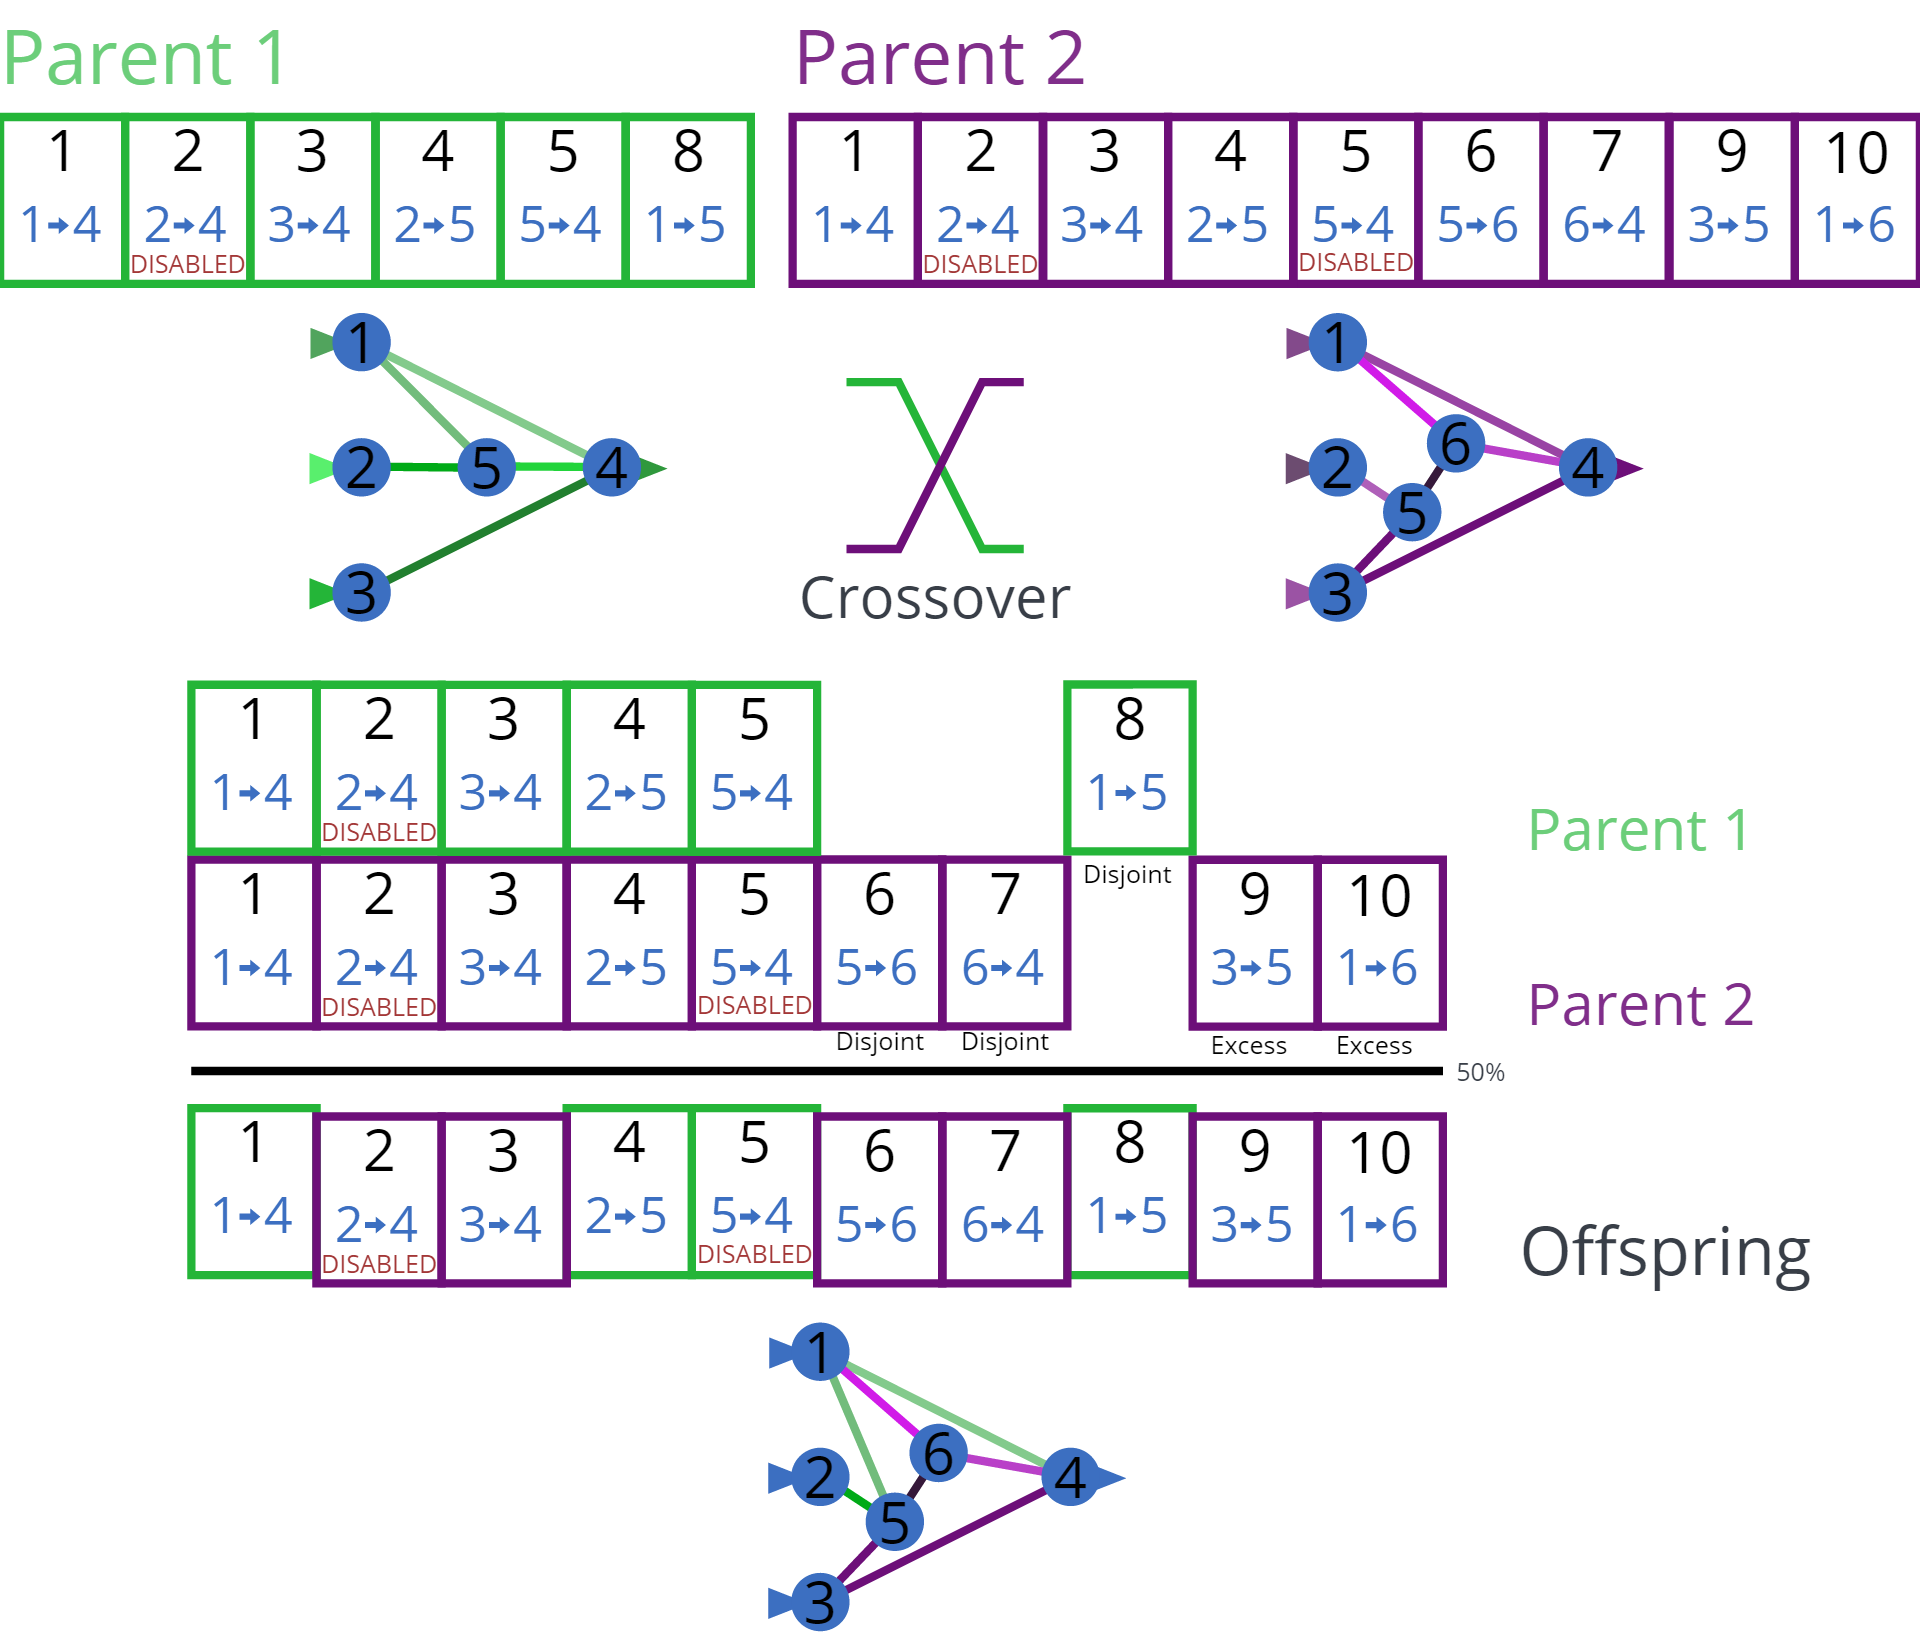 Parent 1
Parent 2
1 2 3 4 5 8
1→4 2→4 3→4 2→5 5→4 1→5
DISABLED
1 2 3 4 5 6 7 9 10
1→4 2→4 3→4 2→5 5→4 5→6 6→4 3→5 1→6
DISABLED DISABLED
1
2 5 4
3
Crossover
1
6
2 4
5
3
1 2 3 4 5 8
1→4 2→4 3→4 2→5 5→4 1→5
DISABLED
Parent 1
Disjoint
1 2 3 4 5 6 7 9 10
1→4 2→4 3→4 2→5 5→4 5→6 6→4 3→5 1→6
DISABLED DISABLED
Parent 2
Disjoint Disjoint Excess Excess
50%
1 2 3 4 5 6 7 8 9 10
1→4 2→4 3→4 2→5 5→4 5→6 6→4 1→5 3→5 1→6
DISABLED DISABLED
Offspring
1
6
2 4
5
3